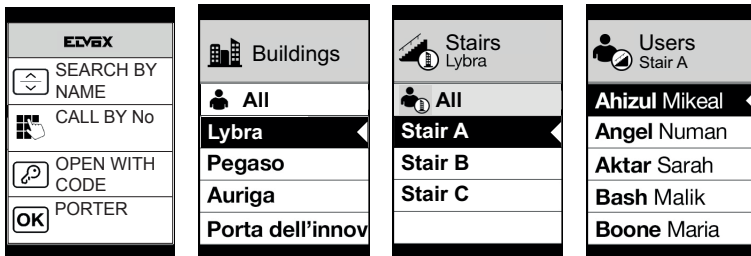 ELVOX
SEARCH BY
NAME
CALL BY No
OPEN WITH
CODE
OK PORTER
Buildings
All
Lybra
Pegaso
Auriga
Porta dell'innov
Stairs
Lybra
All
Stair A
Stair B
Stair C
Users
Stair A
Ahizul Mikeal
Angel Numan
Aktar Sarah
Bash Malik
Boone Maria